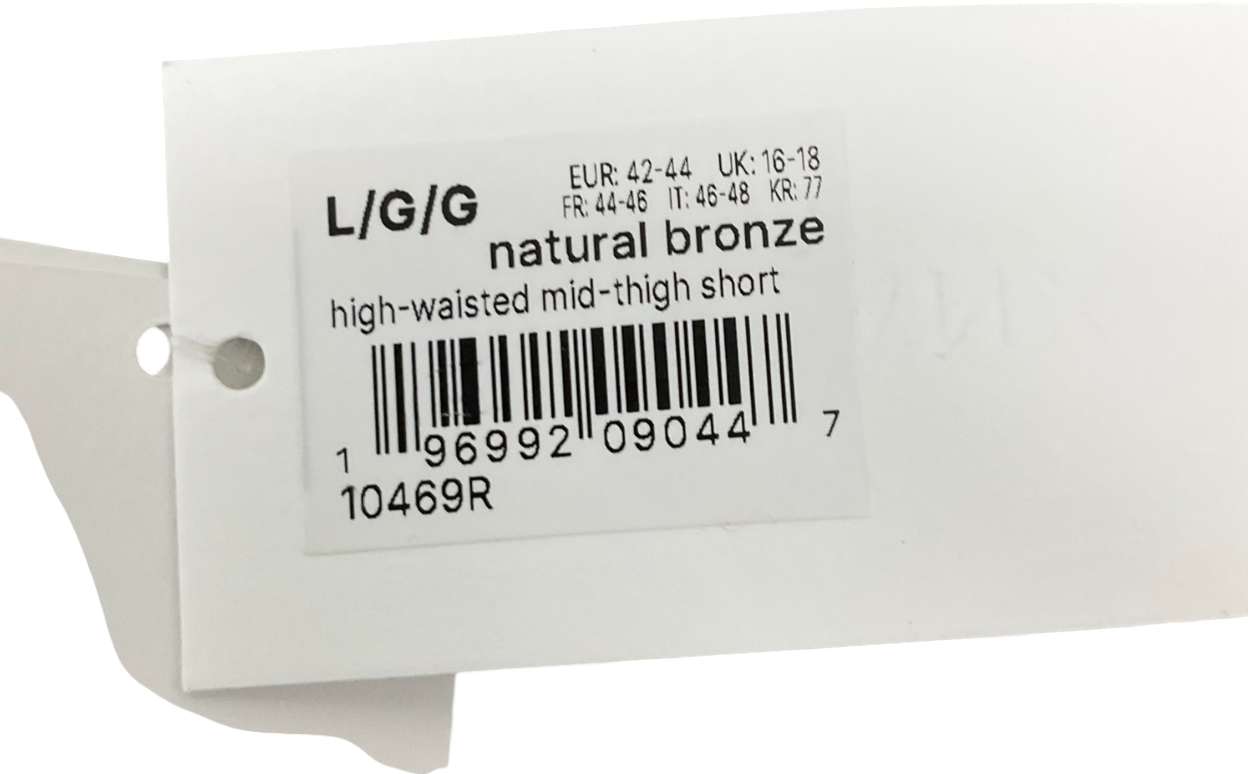 L/G/G
EUR: 42-44 UK: 16-18
FR: 44-46 IT: 46-48 KR: 77
natural bronze
high-waisted mid-thigh short
1 96992 09044 7
10469R